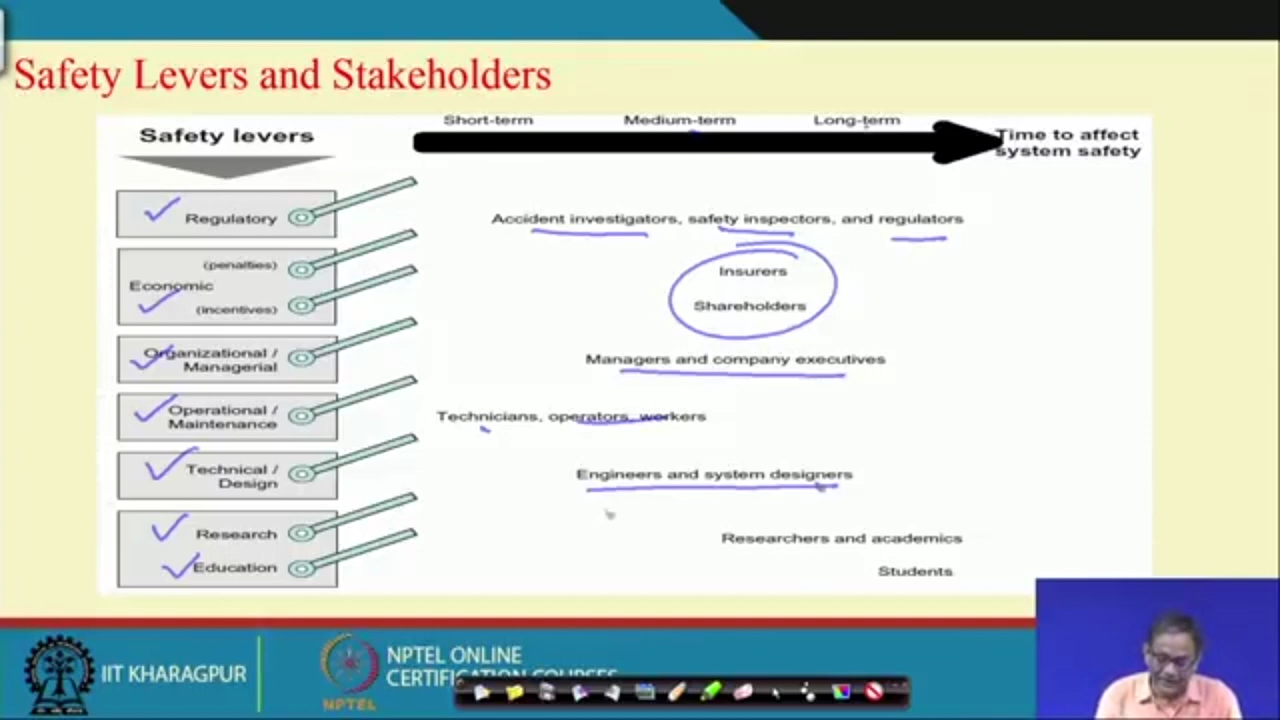 Safety Levers and Stakeholders
Safety levers
Short-term
Medium-term
Long-term
Time to affect
system safety
Regulatory
Accident investigators, safety inspectors, and regulators
(penalties)
Economic
(incentives)
Insurers
Shareholders
Organizational /
Managerial
Managers and company executives
Operational /
Maintenance
Technicians, operators, workers
Technical /
Design
Engineers and system designers
Research
Researchers and academics
Education
Students
IIT KHARAGPUR
NPTEL
NPTEL ONLINE
CERTIFICATION COURSES